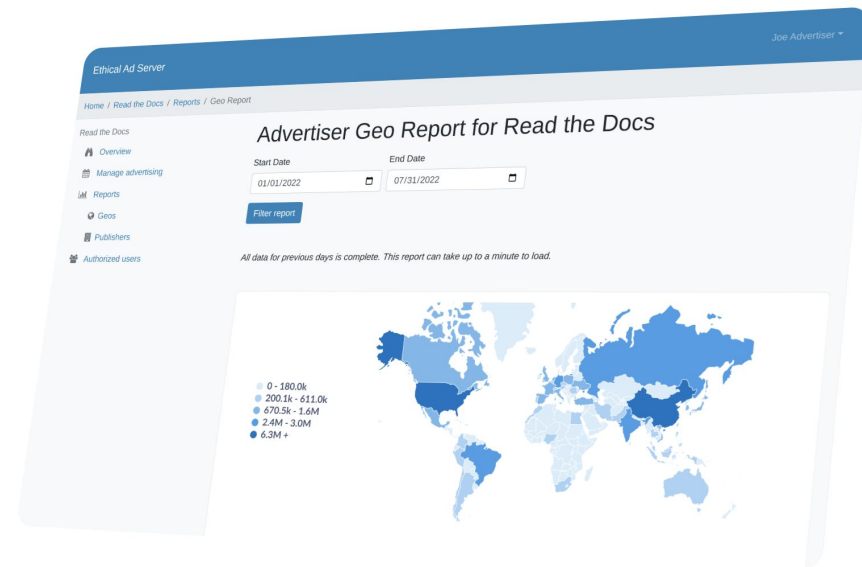 Ethical Ad Server
Joe Advertiser
Home / Read the Docs / Reports / Geo Report
Read the Docs
Overview
Manage advertising
Reports
Geos
Publishers
Authorized users
Advertiser Geo Report for Read the Docs
Start Date
End Date
01/01/2022
07/31/2022
Filter report
All data for previous days is complete. This report can take up to a minute to load.
0 - 180.0k
200.1k - 611.0k
670.5k - 1.6M
2.4M - 3.0M
6.3M +